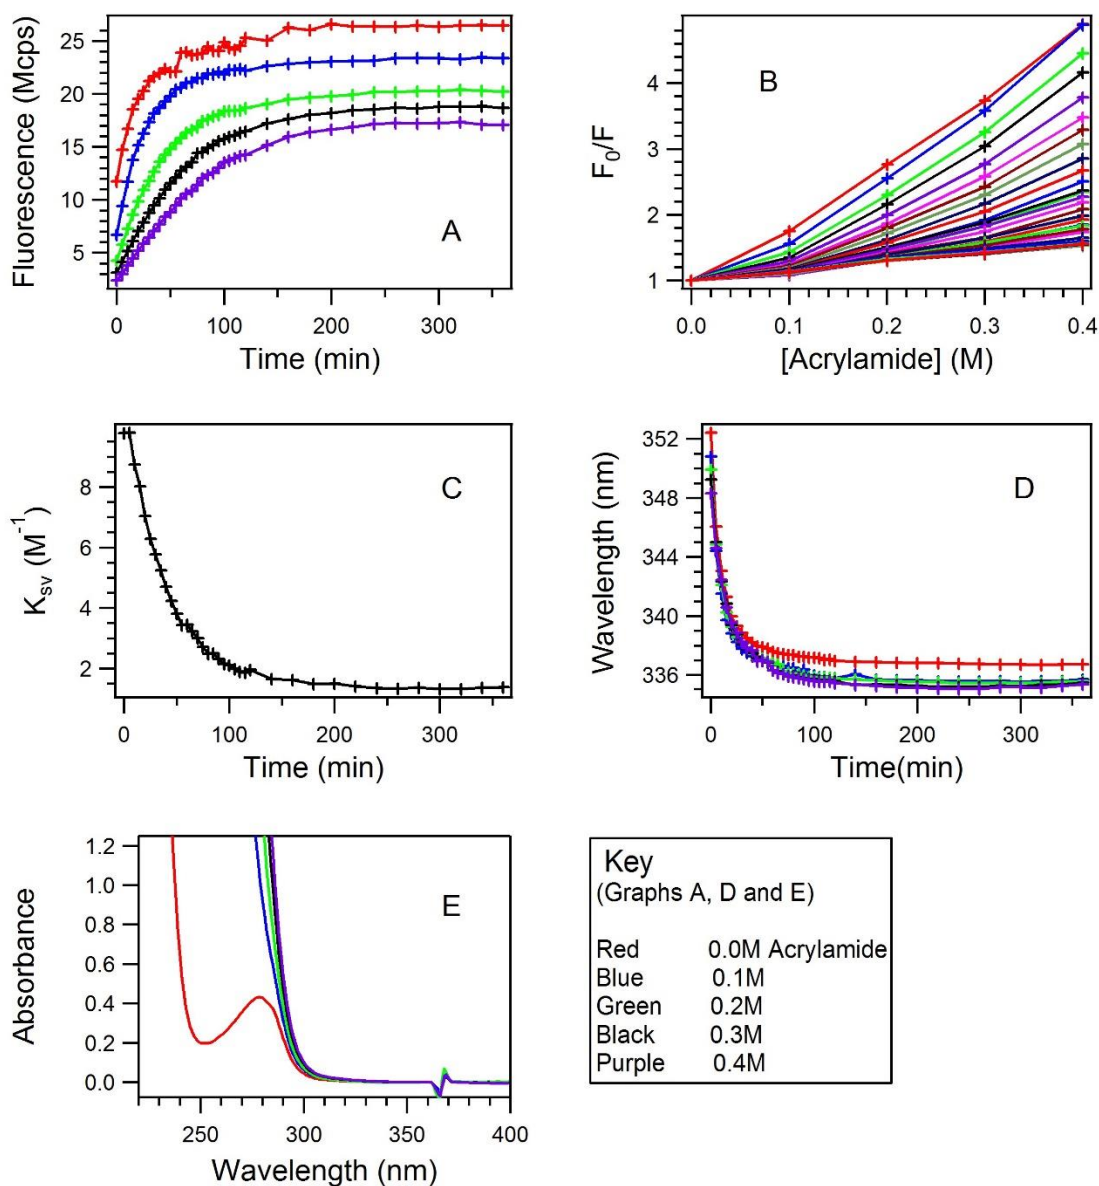 Fluorescence (Mcps)
25
20
15
10
5
A
0
100
200
300
Time (min)
F₀/F
4
3
2
1
B
0.0
0.1
0.2
0.3
0.4
[Acrylamide] (M)
Kₛᵥ (M⁻¹)
8
6
4
2
C
0
100
200
300
Time (min)
Wavelength (nm)
352
348
344
340
336
D
0
100
200
300
Time(min)
Absorbance
1.2
1.0
0.8
0.6
0.4
0.2
0.0
E
250
300
350
400
Wavelength (nm)
Key
(Graphs A, D and E)
Red 0.0M Acrylamide
Blue 0.1M
Green 0.2M
Black 0.3M
Purple 0.4M